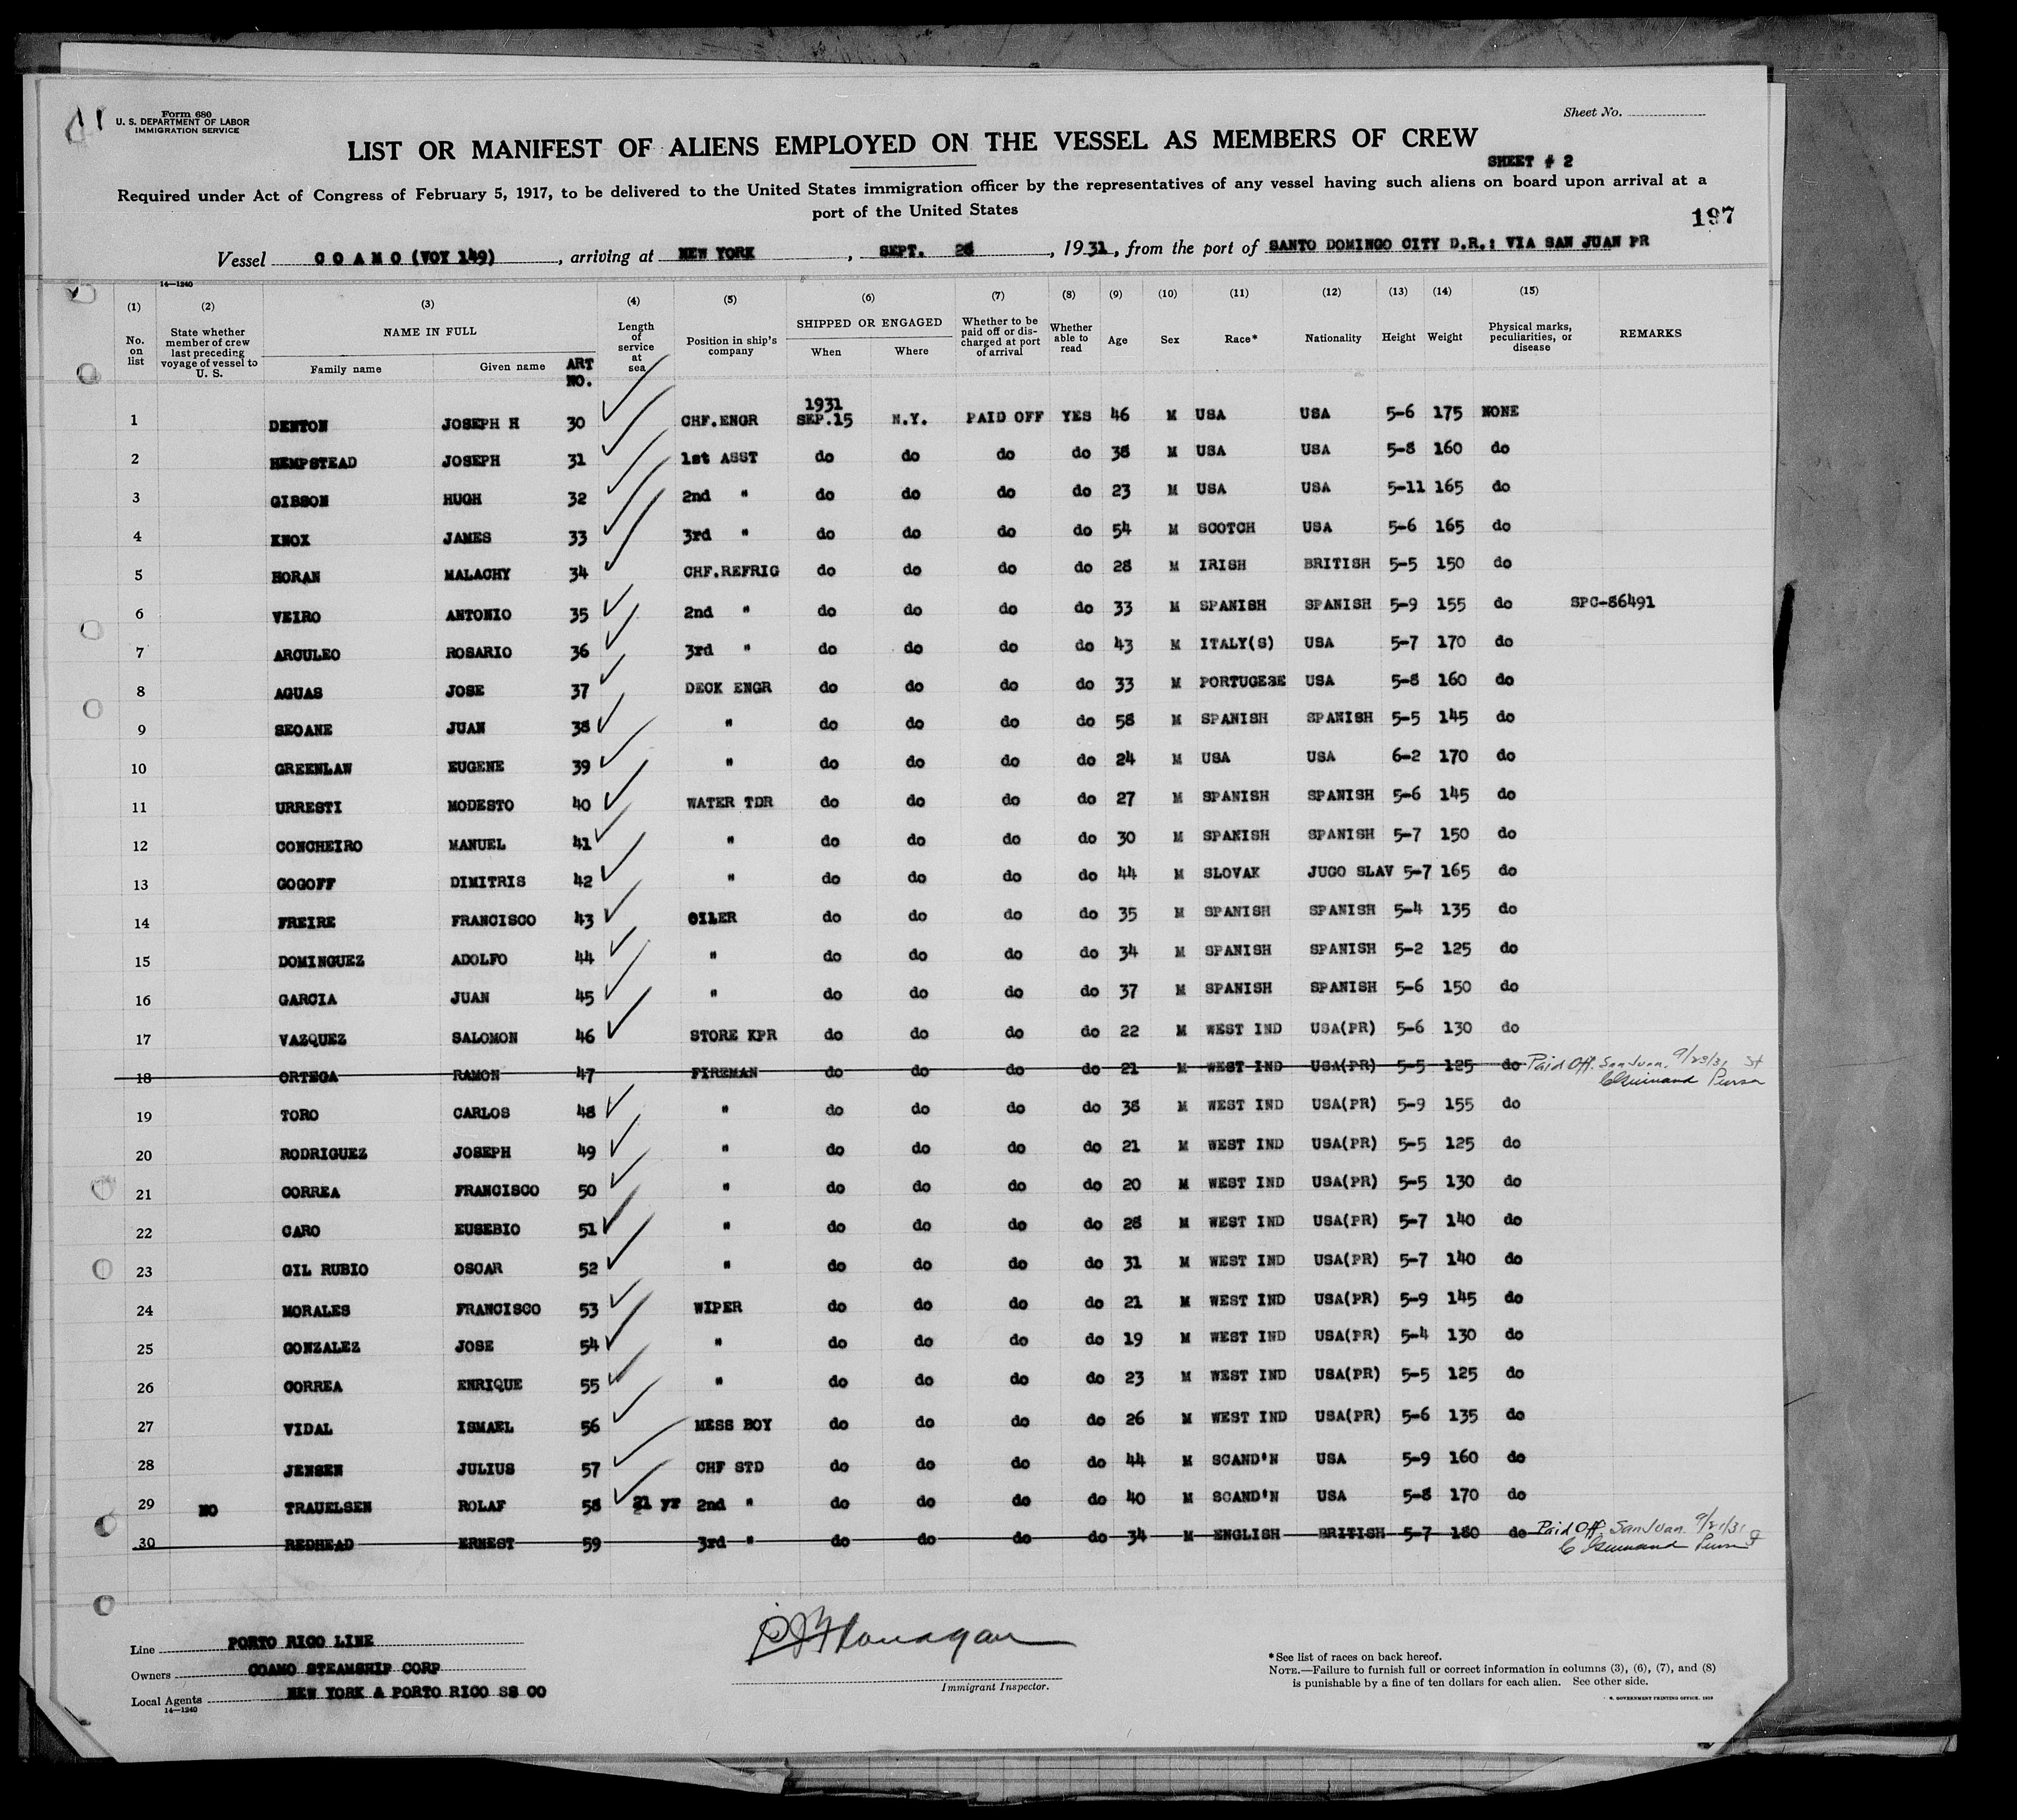 Form 680
U. S. DEPARTMENT OF LABOR
IMMIGRATION SERVICE
Sheet No.
LIST OR MANIFEST OF ALIENS EMPLOYED ON THE VESSEL AS MEMBERS OF CREW
SHEET # 2
Required under Act of Congress of February 5, 1917, to be delivered to the United States immigration officer by the representatives of any vessel having such aliens on board upon arrival at a
port of the United States
197
Vessel C O A M O (VOY 149), arriving at NEW YORK, SEPT. 28, 1931, from the port of SANTO DOMINGO CITY D.R.: VIA SAN JUAN PR
14—1240
(1) (2) (3) (4) (5) (6) (7) (8) (9) (10) (11) (12) (13) (14) (15)
No. on list State whether member of crew last preceding voyage of vessel to U. S. NAME IN FULL Family name Given name ART NO. Length of service at sea Position in ship's company SHIPPED OR ENGAGED When Where Whether to be paid off or discharged at port of arrival Whether able to read Age Sex Race* Nationality Height Weight Physical marks, peculiarities, or disease REMARKS
1931
1 DENTON JOSEPH H 30 CHF.ENGR SEP.15 N.Y. PAID OFF YES 46 M USA USA 5-6 175 NONE
2 HEMPSTEAD JOSEPH 31 1st ASST do do do do 38 M USA USA 5-8 160 do
3 GIBSON HUGH 32 2nd " do do do do 23 M USA USA 5-11 165 do
4 KNOX JAMES 33 3rd " do do do do 54 M SCOTCH USA 5-6 165 do
5 HORAN MALACHY 34 CHF.REFRIG do do do do 28 M IRISH BRITISH 5-5 150 do
6 VEIRO ANTONIO 35 2nd " do do do do 33 M SPANISH SPANISH 5-9 155 do SPC-86491
7 ARCULEO ROSARIO 36 3rd " do do do do 43 M ITALY(S) USA 5-7 170 do
8 AGUAS JOSE 37 DECK ENGR do do do do 33 M PORTUGESE USA 5-8 160 do
9 SEOANE JUAN 38 " do do do do 58 M SPANISH SPANISH 5-5 145 do
10 GREENLAW EUGENE 39 " do do do do 24 M USA USA 6-2 170 do
11 URRESTI MODESTO 40 WATER TDR do do do do 27 M SPANISH SPANISH 5-6 145 do
12 CONCHEIRO MANUEL 41 " do do do do 30 M SPANISH SPANISH 5-7 150 do
13 GOGOFF DIMITRIS 42 " do do do do 44 M SLOVAK JUGO SLAV 5-7 165 do
14 FREIRE FRANCISCO 43 OILER do do do do 35 M SPANISH SPANISH 5-4 135 do
15 DOMINGUEZ ADOLFO 44 " do do do do 34 M SPANISH SPANISH 5-2 125 do
16 GARCIA JUAN 45 " do do do do 37 M SPANISH SPANISH 5-6 150 do
17 VAZQUEZ SALOMON 46 STORE KPR do do do do 22 M WEST IND USA(PR) 5-6 130 do
18 ORTEGA RAMON 47 FIREMAN do do do do 21 M WEST IND USA(PR) 5-5 125 do Paid Off. San Juan. 9/23/31
Purser
19 TORO CARLOS 48 " do do do do 38 M WEST IND USA(PR) 5-9 155 do
20 RODRIGUEZ JOSEPH 49 " do do do do 21 M WEST IND USA(PR) 5-5 125 do
21 CORREA FRANCISCO 50 " do do do do 20 M WEST IND USA(PR) 5-5 130 do
22 CARO EUSEBIO 51 " do do do do 28 M WEST IND USA(PR) 5-7 140 do
23 GIL RUBIO OSCAR 52 " do do do do 31 M WEST IND USA(PR) 5-7 140 do
24 MORALES FRANCISCO 53 WIPER do do do do 21 M WEST IND USA(PR) 5-9 145 do
25 GONZALEZ JOSE 54 " do do do do 19 M WEST IND USA(PR) 5-4 130 do
26 CORREA ENRIQUE 55 " do do do do 23 M WEST IND USA(PR) 5-5 125 do
27 VIDAL ISMAEL 56 MESS BOY do do do do 26 M WEST IND USA(PR) 5-6 135 do
28 JENSEN JULIUS 57 CHF STD do do do do 44 M SCAND'N USA 5-9 160 do
29 NO TRAUELSEN ROLAF 58 21 yr 2nd " do do do do 40 M SCAND'N USA 5-8 170 do
30 REDHEAD ERNEST 59 3rd " do do do do 34 M ENGLISH BRITISH 5-7 180 do Paid Off. San Juan. 9/21/31
Purser
Line PORTO RICO LINE
Owners COAMO STEAMSHIP CORP
Local Agents NEW YORK & PORTO RICO SS CO
14—1240
Flanagan
Immigrant Inspector.
*See list of races on back hereof.
NOTE.—Failure to furnish full or correct information in columns (3), (6), (7), and (8)
is punishable by a fine of ten dollars for each alien. See other side.
S. GOVERNMENT PRINTING OFFICE. 1929